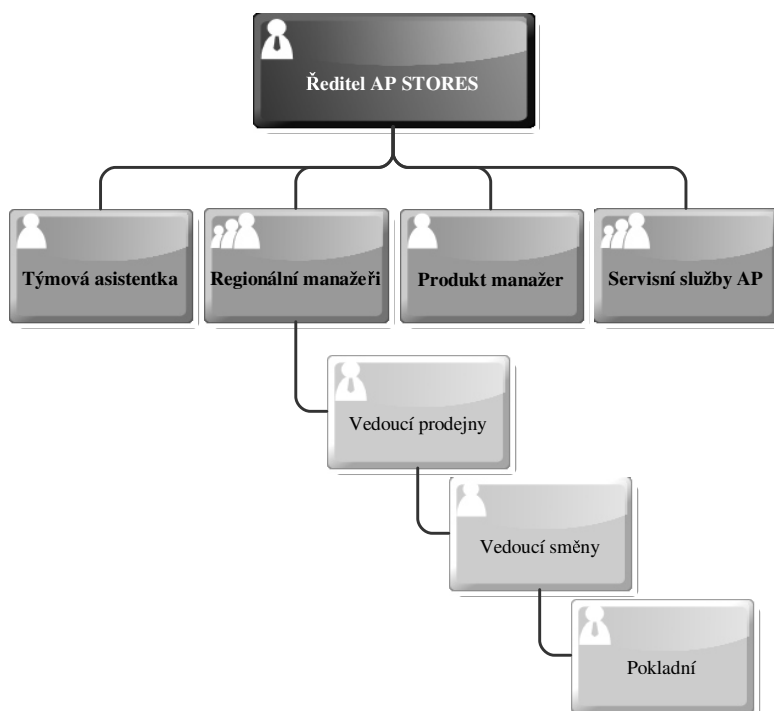 Ředitel AP STORES
Týmová asistentka
Regionální manažeři
Produkt manažer
Servisní služby AP
Vedoucí prodejny
Vedoucí směny
Pokladní